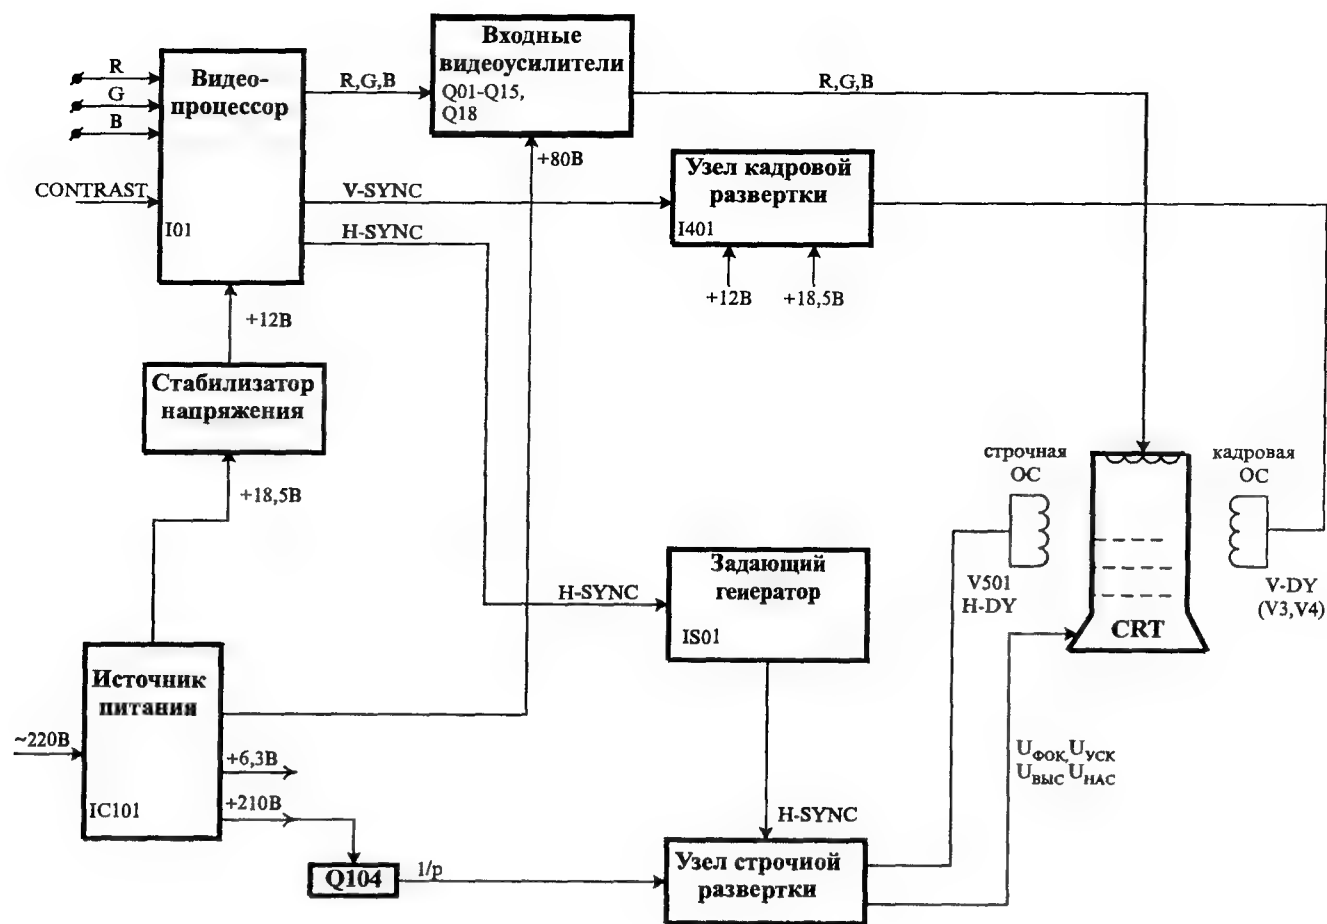 Входные
видеоусилители
Q01-Q15,
Q18
R
G
B
Видео-
процессор
R,G,B
R,G,B
+80В
CONTRAST
V-SYNC
Узел кадровой
развертки
I01
H-SYNC
I401
+12В
+18,5В
+12В
Стабилизатор
напряжения
+18,5В
строчная
ОС
кадровая
ОС
Задающий
генератор
H-SYNC
IS01
V501
H-DY
V-DY
(V3,V4)
CRT
Источник
питания
~220В
+6,3В
+210В
IC101
UФОК,UУСК
UВЫС UНАС
H-SYNC
Q104
1/p
Узел строчной
развертки